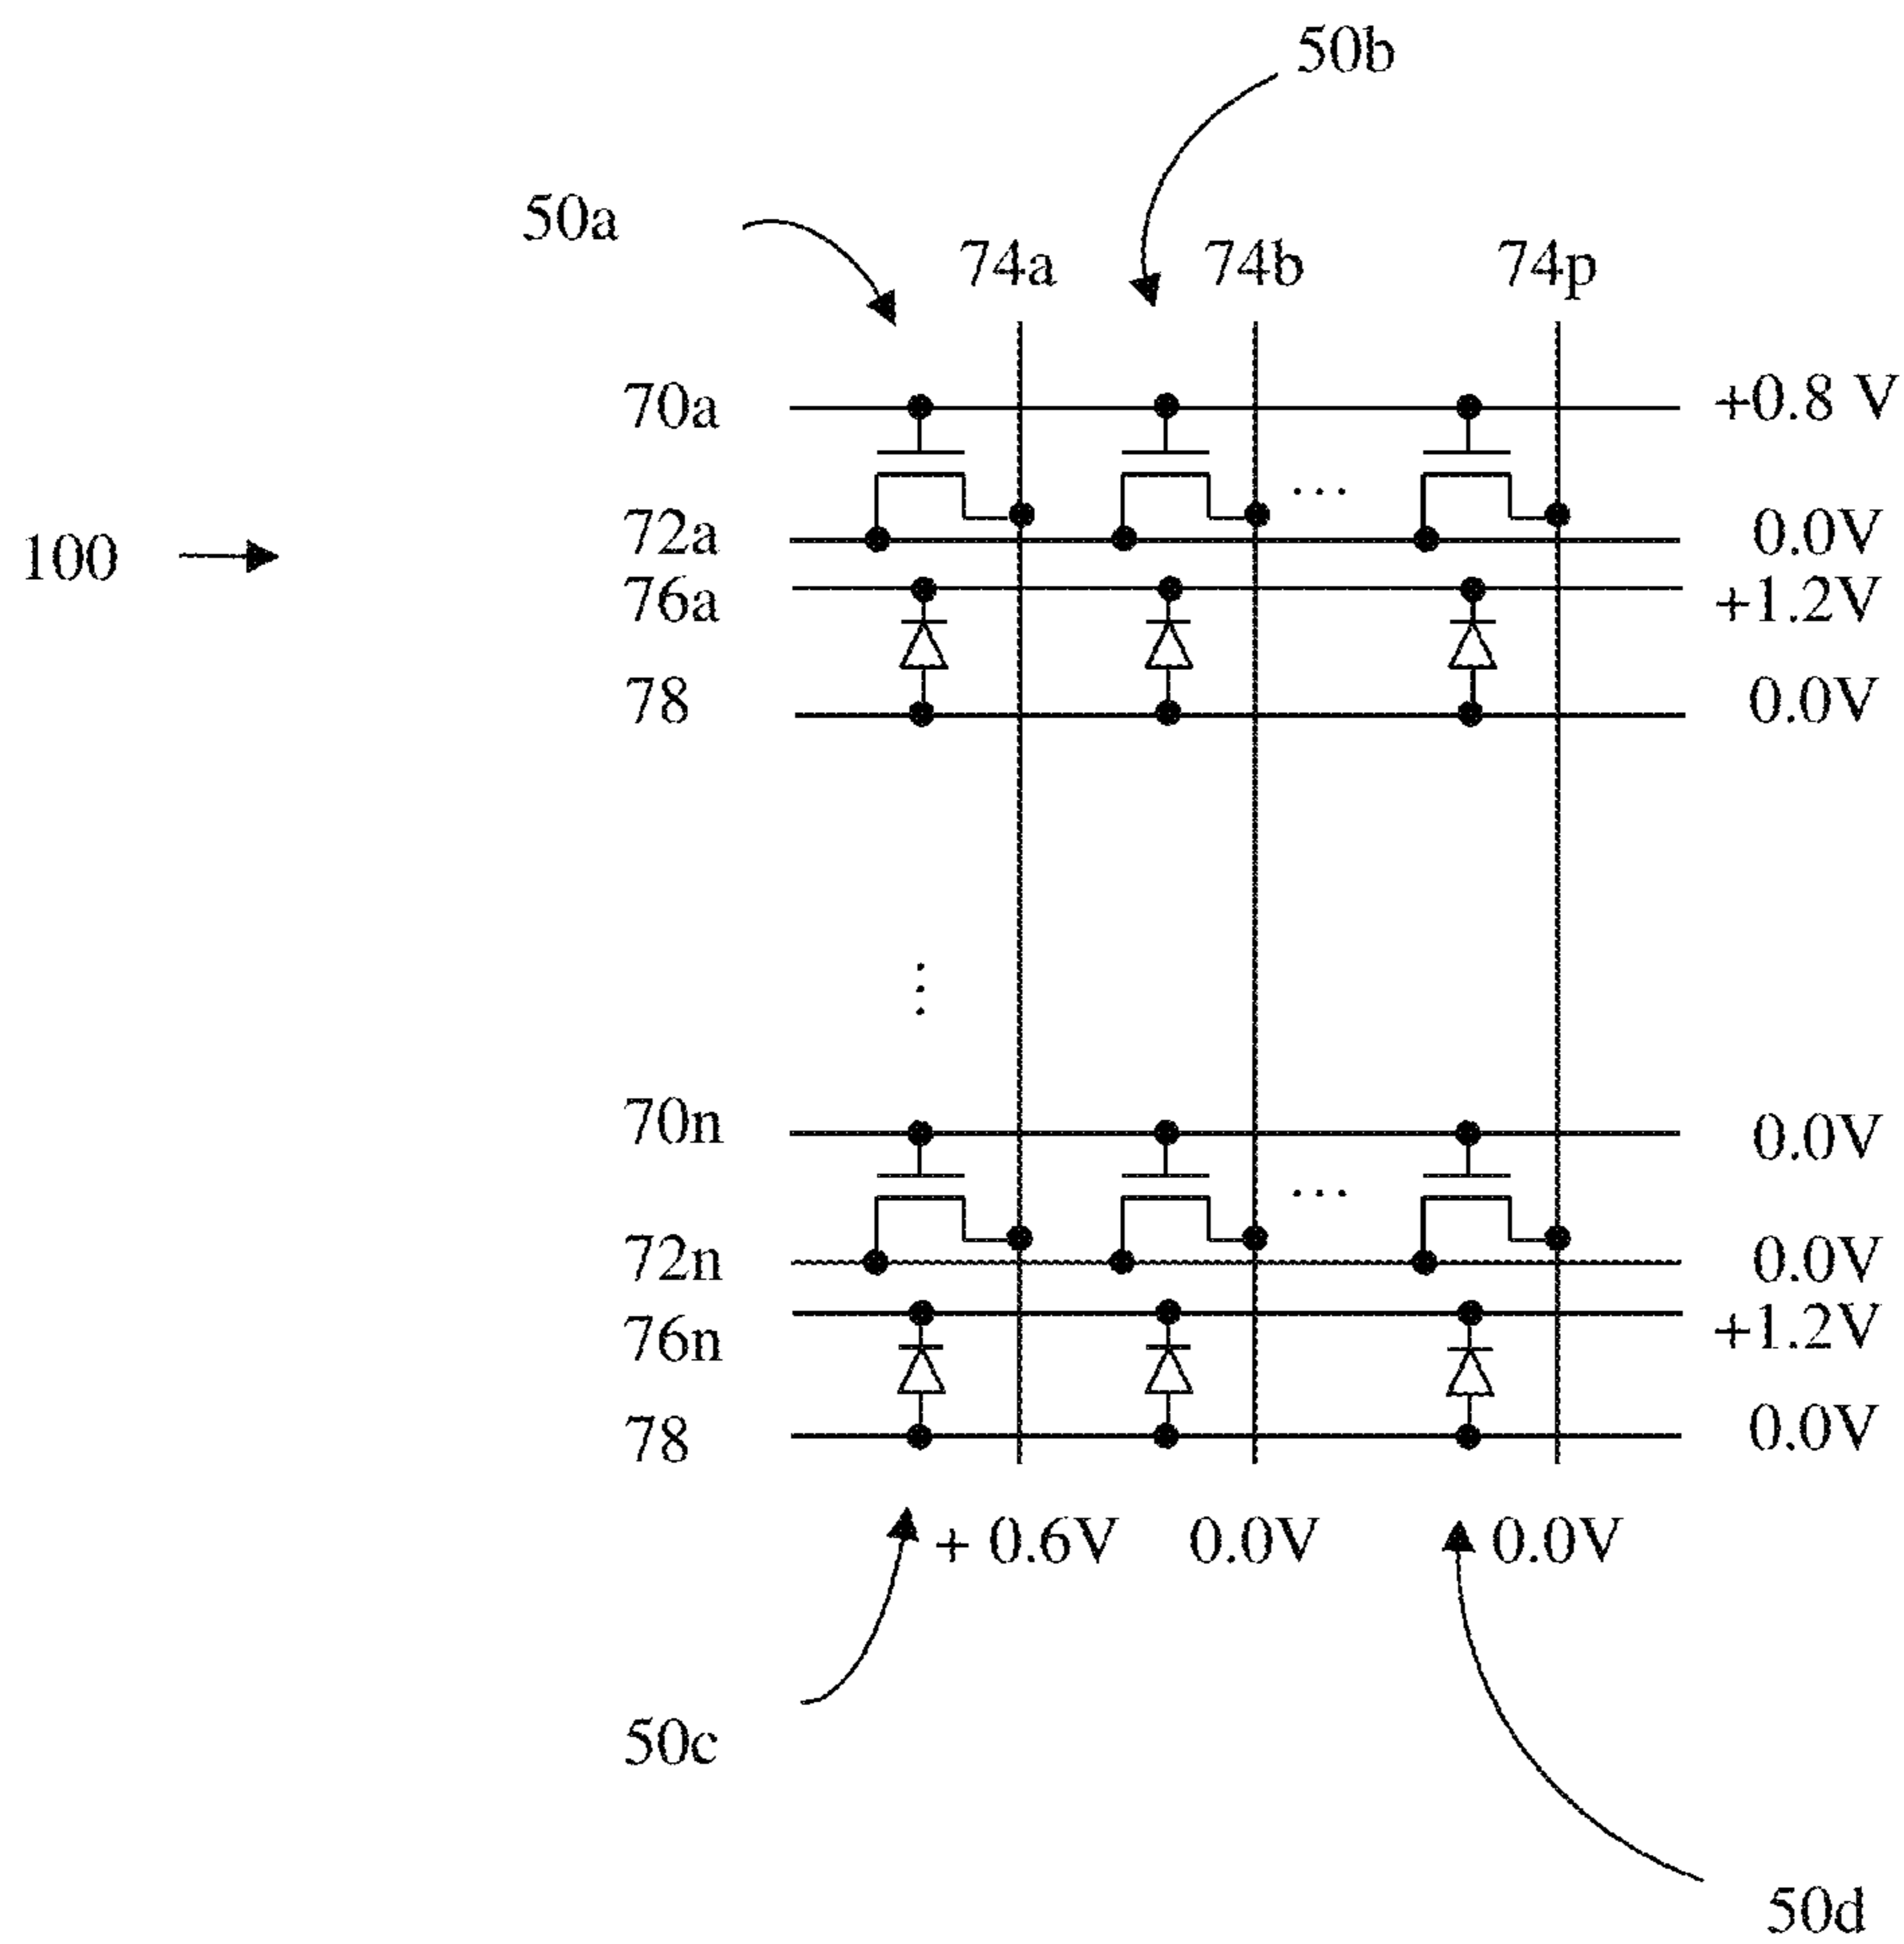 50b
50a
74a 74b 74p
70a +0.8 V
72a 0.0V
100
76a +1.2V
78 0.0V
70n 0.0V
72n 0.0V
76n +1.2V
78 0.0V
+ 0.6V 0.0V 0.0V
50c
50d